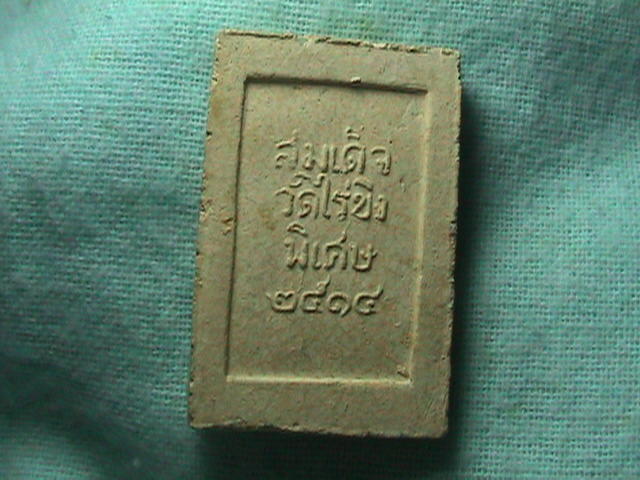 สมเด็จ
วัดไร่ขิง
พิเศษ
๒๕๑๔